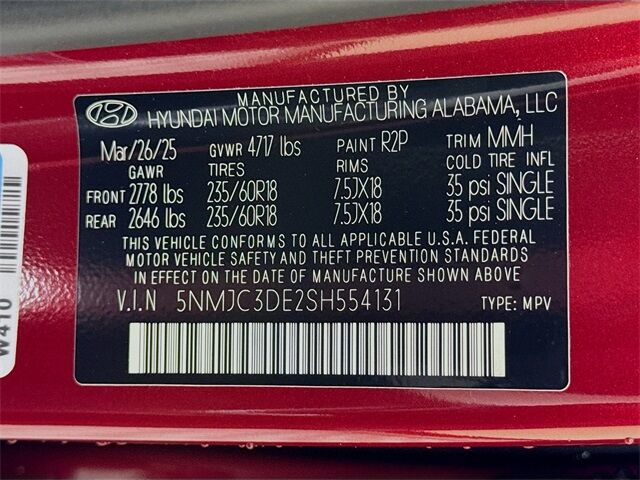 MANUFACTURED BY
HYUNDAI MOTOR MANUFACTURING ALABAMA, LLC
Mar/26/25 GVWR 4717 lbs PAINT R2P TRIM MMH
GAWR TIRES RIMS COLD TIRE INFL
FRONT 2778 lbs 235/60R18 7.5JX18 35 psi SINGLE
REAR 2646 lbs 235/60R18 7.5JX18 35 psi SINGLE
THIS VEHICLE CONFORMS TO ALL APPLICABLE U.S.A. FEDERAL
MOTOR VEHICLE SAFETY AND THEFT PREVENTION STANDARDS
IN EFFECT ON THE DATE OF MANUFACTURE SHOWN ABOVE
V.I.N 5NMJC3DE2SH554131 TYPE: MPV
W410